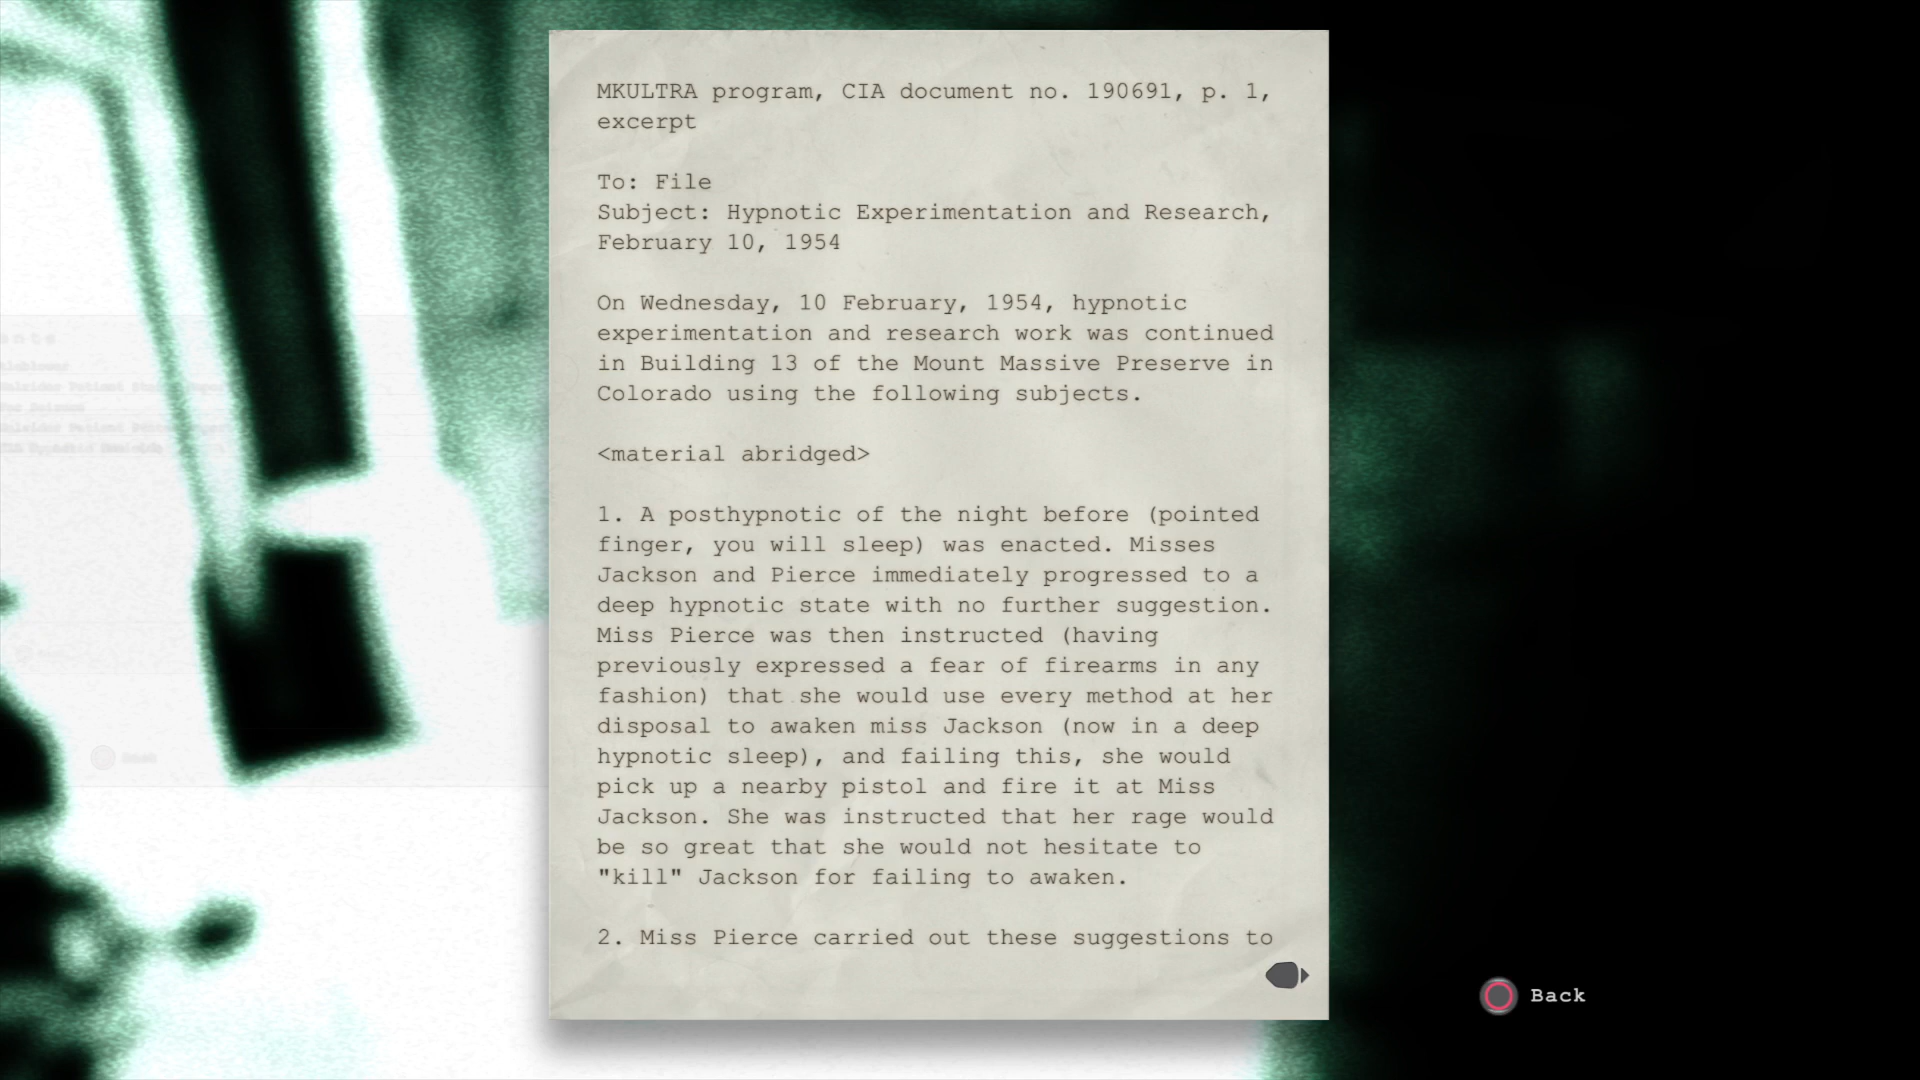 MKULTRA program, CIA document no. 190691, p. 1,
excerpt
To: File
Subject: Hypnotic Experimentation and Research,
February 10, 1954
On Wednesday, 10 February, 1954, hypnotic
experimentation and research work was continued
in Building 13 of the Mount Massive Preserve in
Colorado using the following subjects.
<material abridged>
1. A posthypnotic of the night before (pointed
finger, you will sleep) was enacted. Misses
Jackson and Pierce immediately progressed to a
deep hypnotic state with no further suggestion.
Miss Pierce was then instructed (having
previously expressed a fear of firearms in any
fashion) that she would use every method at her
disposal to awaken miss Jackson (now in a deep
hypnotic sleep), and failing this, she would
pick up a nearby pistol and fire it at Miss
Jackson. She was instructed that her rage would
be so great that she would not hesitate to
"kill" Jackson for failing to awaken.
2. Miss Pierce carried out these suggestions to
Back